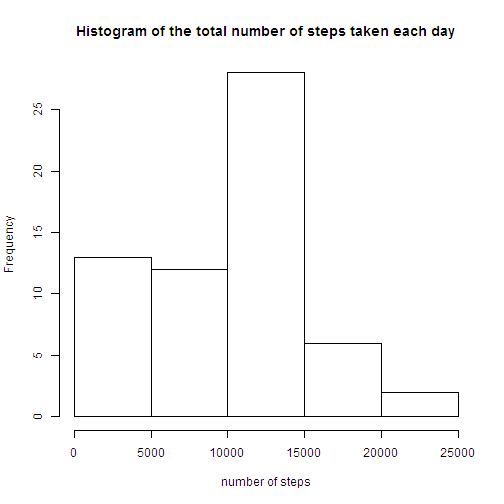 Histogram of the total number of steps taken each day
Frequency
25
20
15
10
5
0
0 5000 10000 15000 20000 25000
number of steps